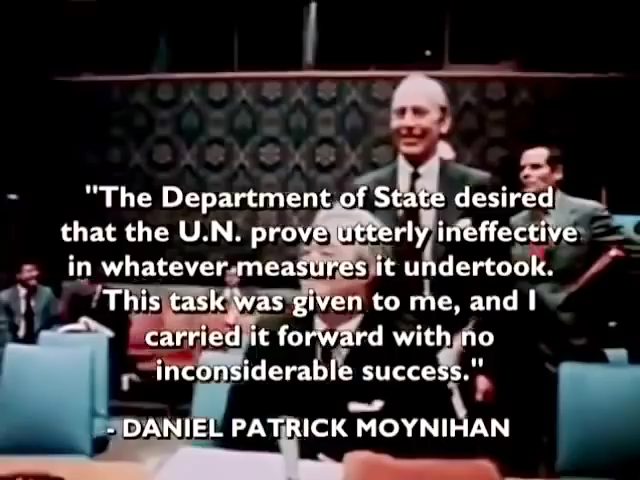 "The Department of State desired
that the U.N. prove utterly ineffective
in whatever measures it undertook.
This task was given to me, and I
carried it forward with no
inconsiderable success."
- DANIEL PATRICK MOYNIHAN